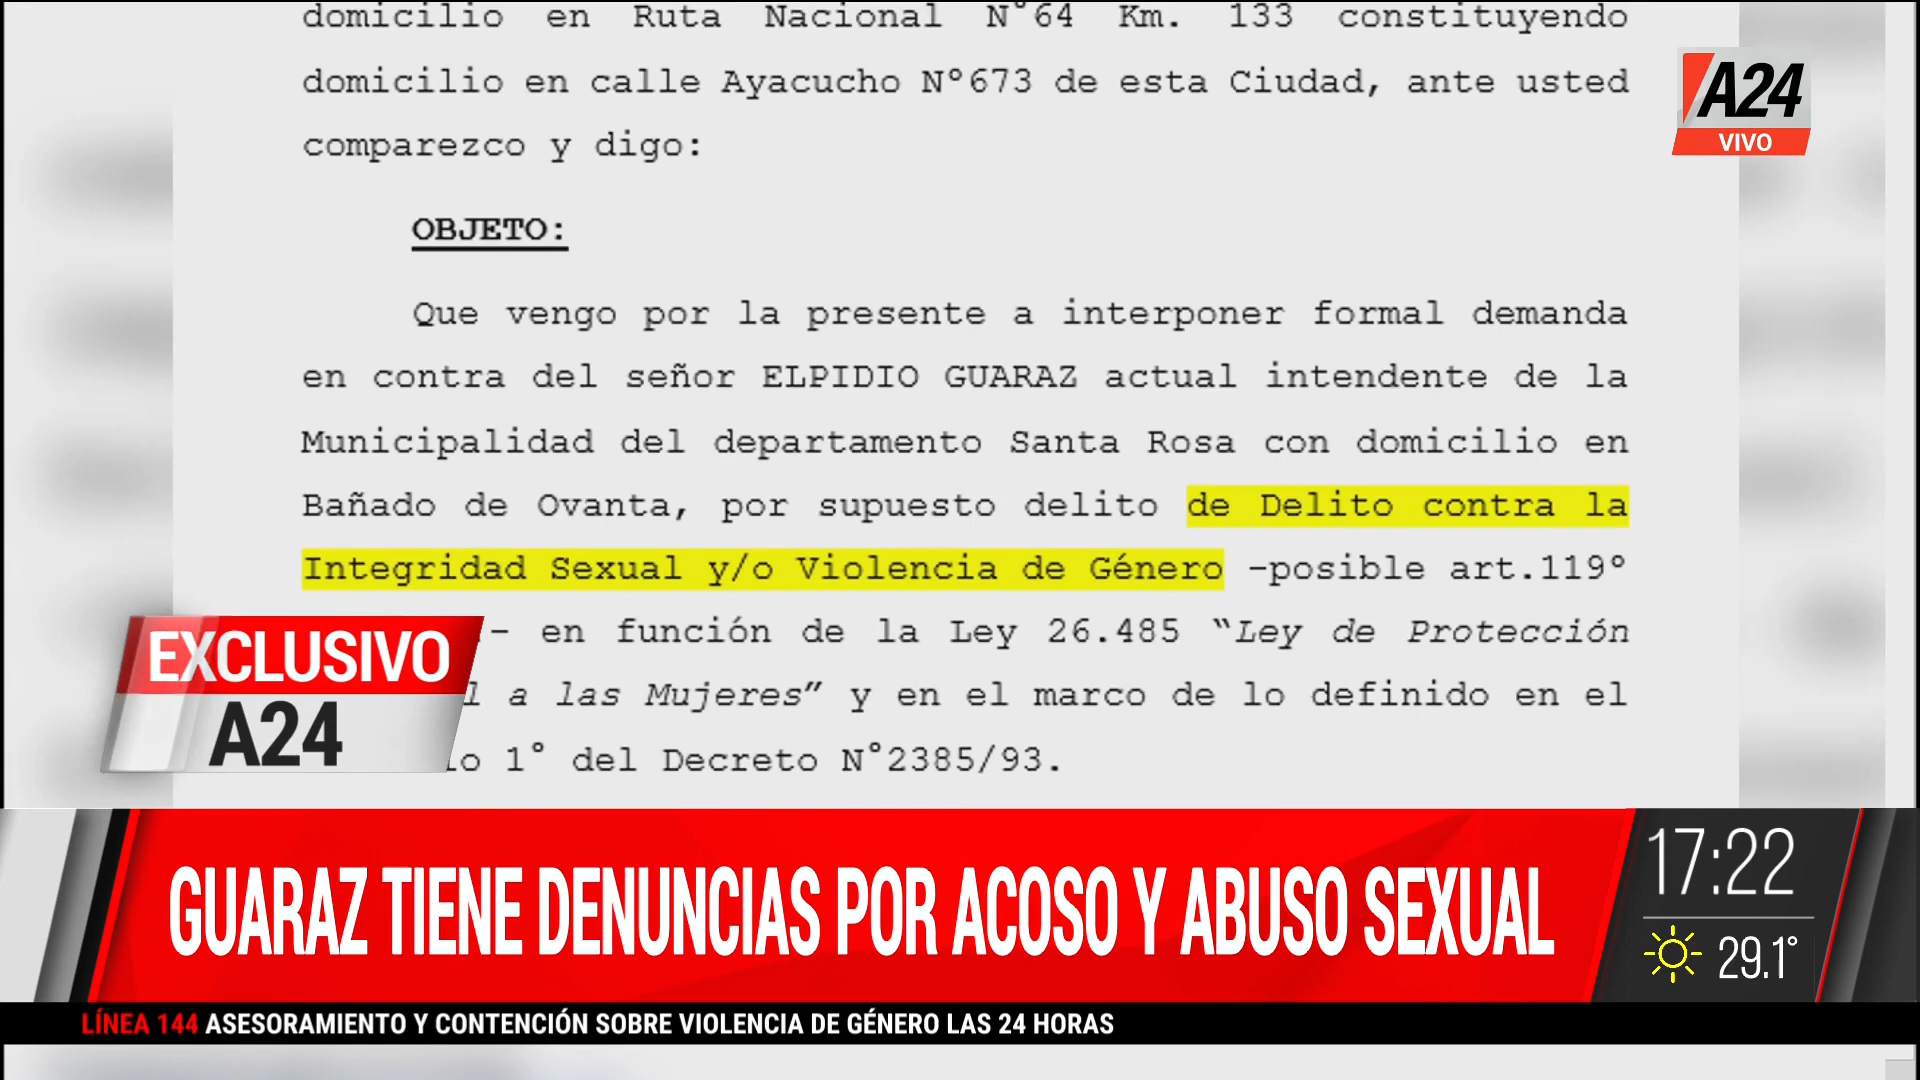 domicilio en Ruta Nacional N°64 Km. 133 constituyendo
domicilio en calle Ayacucho Nº673 de esta Ciudad, ante usted
comparezco y digo:
OBJETO:
Que vengo por la presente a interponer formal demanda
en contra del señor ELPIDIO GUARAZ actual intendente de la
Municipalidad del departamento Santa Rosa con domicilio en
Bañado de Ovanta, por supuesto delito de Delito contra la
Integridad Sexual y/o Violencia de Género -posible art.119°
.- en función de la Ley 26.485 “Ley de Protección
l a las Mujeres” y en el marco de lo definido en el
lo 1° del Decreto N°2385/93.
A24
VIVO
EXCLUSIVO
A24
GUARAZ TIENE DENUNCIAS POR ACOSO Y ABUSO SEXUAL
17:22
29.1°
LÍNEA 144 ASESORAMIENTO Y CONTENCIÓN SOBRE VIOLENCIA DE GÉNERO LAS 24 HORAS